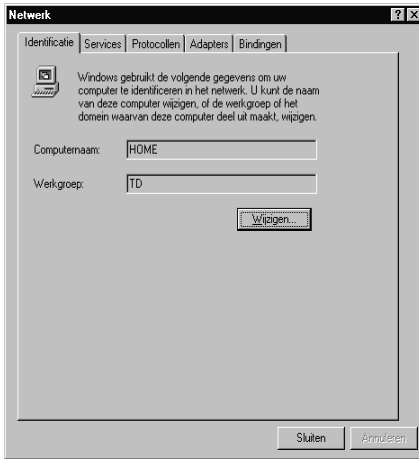 Netwerk
Identificatie Services Protocollen Adapters Bindingen
Windows gebruikt de volgende gegevens om uw
computer te identificeren in het netwerk. U kunt de naam
van deze computer wijzigen, of de werkgroep of het
domein waarvan deze computer deel uit maakt, wijzigen.
Computernaam: HOME
Werkgroep: TD
Wijzigen...
Sluiten Annuleren